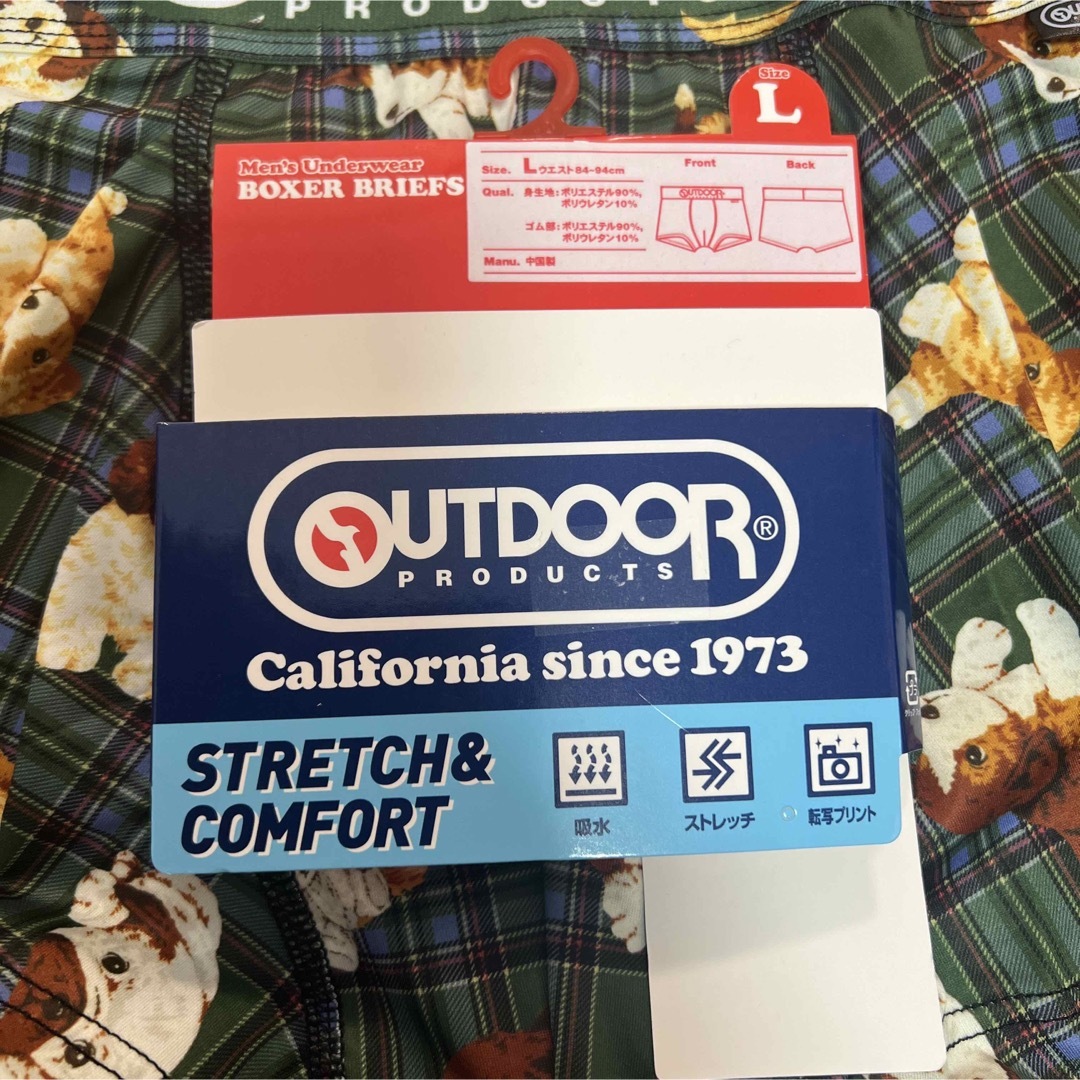 PRODUCTS
OUTDOOR
Size
L
Men's Underwear
BOXER BRIEFS
Size. Lウエスト84-94cm
Qual. 身生地:ポリエステル90%,
ポリウレタン10%
ゴム部:ポリエステル90%,
ポリウレタン10%
Manu. 中国製
Front
Back
OUTDOOR
OUTDOOR®
PRODUCTS
California since 1973
STRETCH&
COMFORT
吸水
ストレッチ
転写プリント
プラ